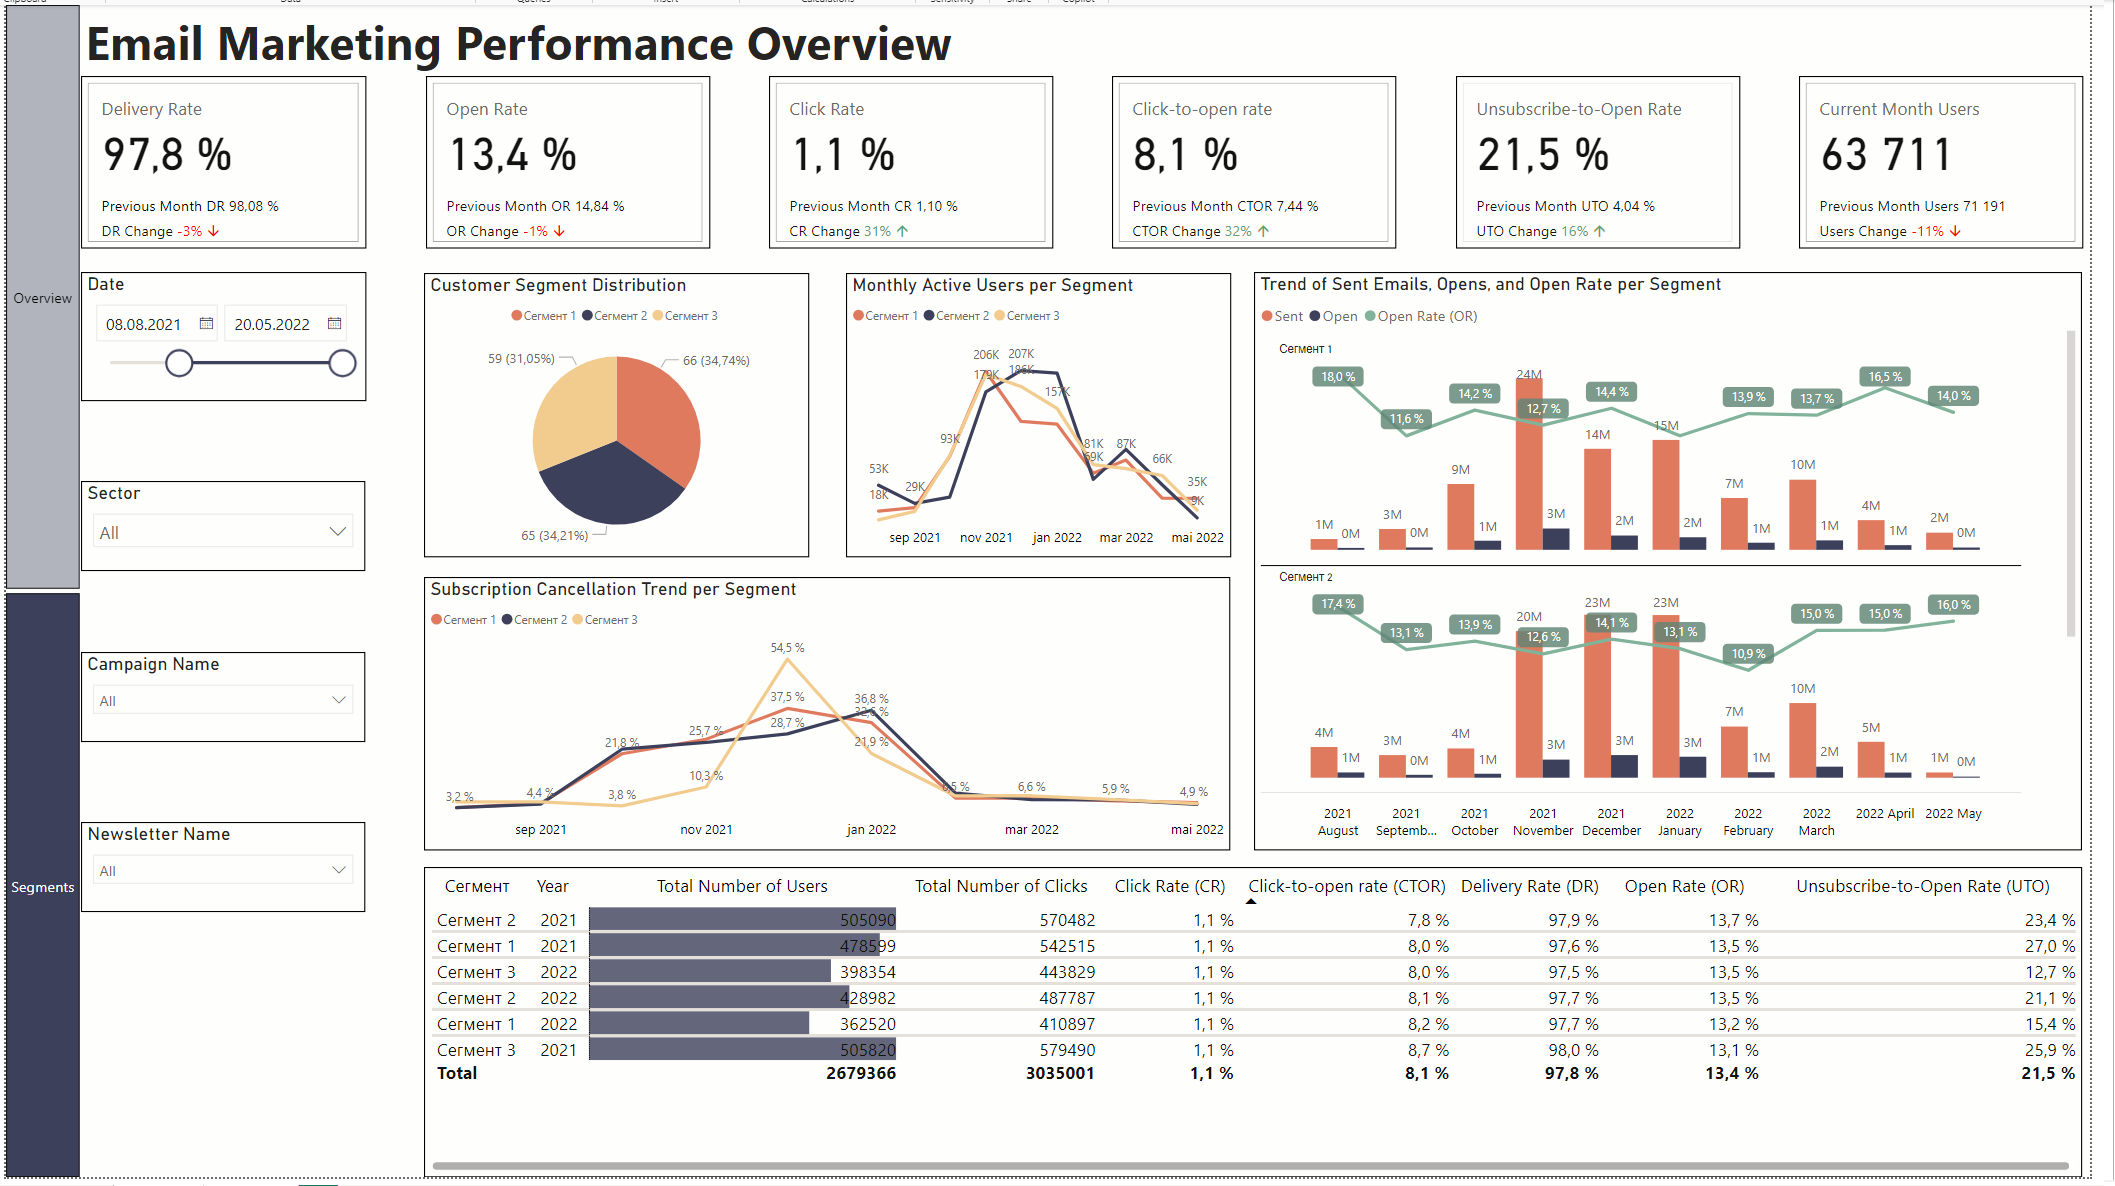 Email Marketing Performance Overview
Delivery Rate
97,8 %
Previous Month DR 98,08 %
DR Change -3% ↓
Open Rate
13,4 %
Previous Month OR 14,84 %
OR Change -1% ↓
Click Rate
1,1 %
Previous Month CR 1,10 %
CR Change 31% ↑
Click-to-open rate
8,1 %
Previous Month CTOR 7,44 %
CTOR Change 32% ↑
Unsubscribe-to-Open Rate
21,5 %
Previous Month UTO 4,04 %
UTO Change 16% ↑
Current Month Users
63 711
Previous Month Users 71 191
Users Change -11% ↓
Overview
Segments
Date
08.08.2021 20.05.2022
Sector
All
Campaign Name
All
Newsletter Name
All
Customer Segment Distribution
Сегмент 1 Сегмент 2 Сегмент 3
59 (31,05%) 66 (34,74%)
65 (34,21%)
Monthly Active Users per Segment
Сегмент 1 Сегмент 2 Сегмент 3
206K 207K
179K 186K
157K
93K
81K 87K
69K 66K
53K
18K 29K 35K
9K
sep 2021 nov 2021 jan 2022 mar 2022 mai 2022
Subscription Cancellation Trend per Segment
Сегмент 1 Сегмент 2 Сегмент 3
54,5 %
37,5 % 36,8 %
28,7 %
21,8 % 25,7 % 21,9 %
10,3 %
3,2 % 4,4 % 3,8 % 6,6 % 5,9 % 4,9 %
sep 2021 nov 2021 jan 2022 mar 2022 mai 2022
Trend of Sent Emails, Opens, and Open Rate per Segment
Sent Open Open Rate (OR)
Сегмент 1
18,0 % 11,6 % 14,2 % 12,7 % 14,4 % 13,9 % 13,7 % 16,5 % 14,0 %
1M 3M 9M 24M 14M 15M 7M 10M 4M 2M
0M 0M 1M 3M 2M 2M 1M 1M 1M 0M
Сегмент 2
17,4 % 13,1 % 13,9 % 12,6 % 14,1 % 13,1 % 10,9 % 15,0 % 15,0 % 16,0 %
4M 3M 4M 20M 23M 23M 7M 10M 5M 1M
1M 0M 1M 3M 3M 3M 1M 2M 1M 0M
2021 August 2021 Septemb... 2021 October 2021 November 2021 December 2022 January 2022 February 2022 March 2022 April 2022 May
Сегмент Year Total Number of Users Total Number of Clicks Click Rate (CR) Click-to-open rate (CTOR) Delivery Rate (DR) Open Rate (OR) Unsubscribe-to-Open Rate (UTO)
Сегмент 2 2021 505090 570482 1,1 % 7,8 % 97,9 % 13,7 % 23,4 %
Сегмент 1 2021 478599 542515 1,1 % 8,0 % 97,6 % 13,5 % 27,0 %
Сегмент 3 2022 398354 443829 1,1 % 8,0 % 97,5 % 13,5 % 12,7 %
Сегмент 2 2022 428982 487787 1,1 % 8,1 % 97,7 % 13,5 % 21,1 %
Сегмент 1 2022 362520 410897 1,1 % 8,2 % 97,7 % 13,2 % 15,4 %
Сегмент 3 2021 505820 579490 1,1 % 8,7 % 98,0 % 13,1 % 25,9 %
Total 2679366 3035001 1,1 % 8,1 % 97,8 % 13,4 % 21,5 %